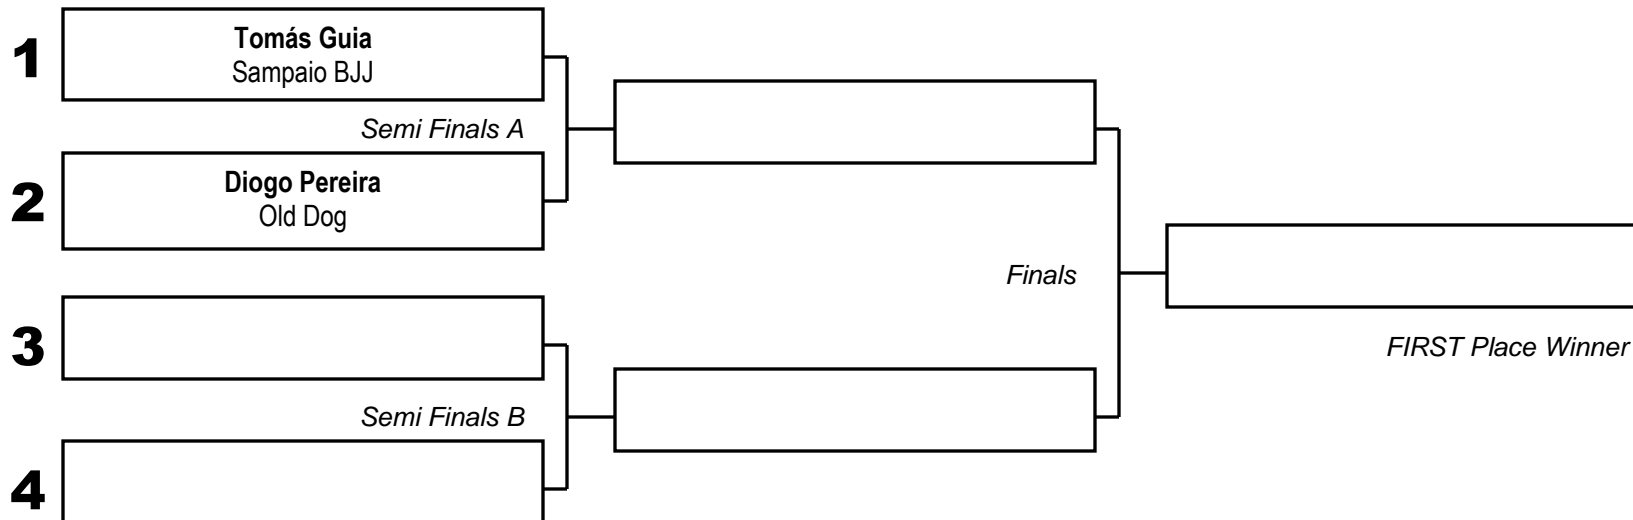 1
Tomás Guia
Sampaio BJJ
Semi Finals A
2
Diogo Pereira
Old Dog
Finals
3
FIRST Place Winner
Semi Finals B
4